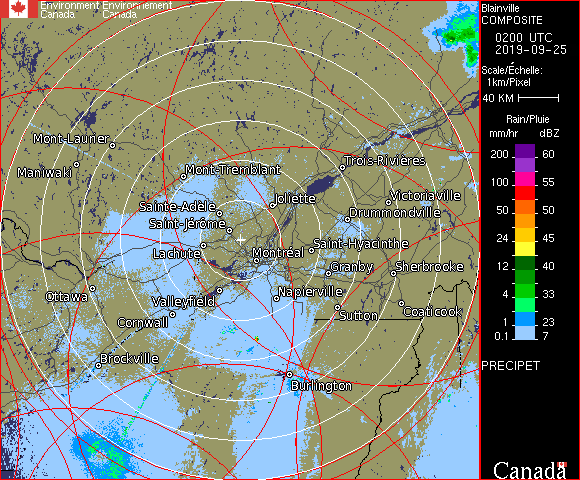 Environment Environnement
Canada Canada
Blainville
COMPOSITE
0200 UTC
2019-09-25
Scale/Échelle:
1km/Pixel
40 KM
Rain/Pluie
mm/hr dBZ
200 60
100 55
50 50
24 45
12 40
4 33
1 23
0.1 7
PRECIPET
Canada
Mont-Laurier
Maniwaki
Mont-Tremblant
Trois-Rivières
Sainte-Adèle
Joliette
Victoriaville
Saint-Jérôme
Drummondville
Lachute
Montréal
Saint-Hyacinthe
Granby
Sherbrooke
Ottawa
Valleyfield
Napierville
Cornwall
Sutton
Coaticook
Brockville
Burlington